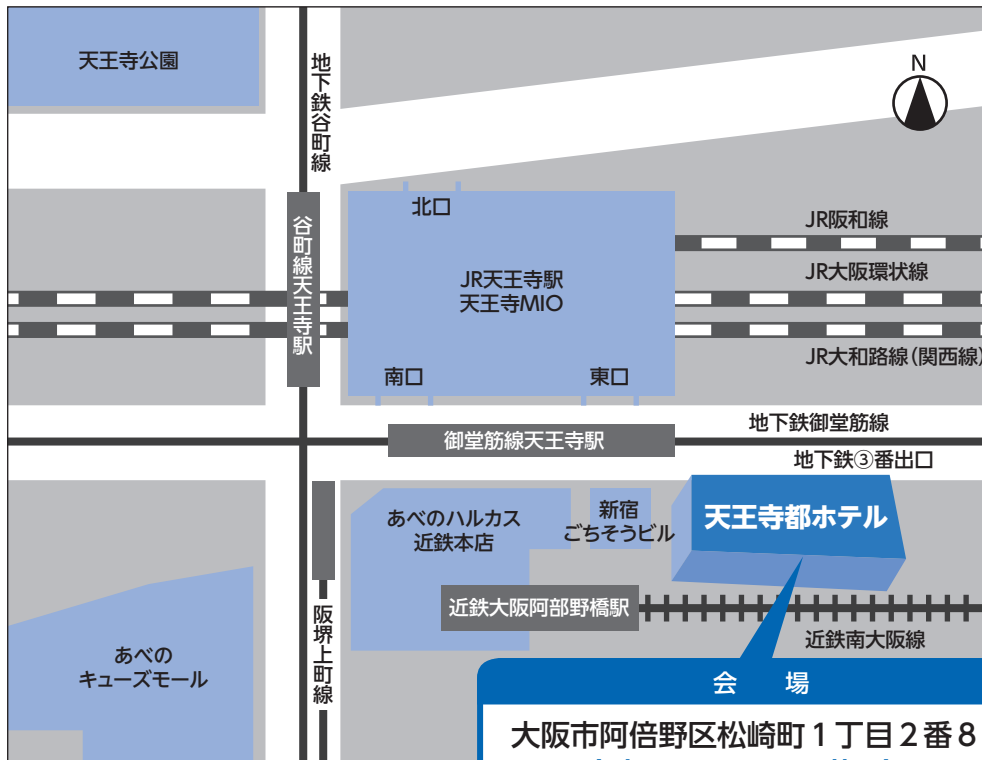 天王寺公園
地下鉄谷町線
N
北口
谷町線天王寺駅
JR天王寺駅
天王寺MIO
JR阪和線
JR大阪環状線
JR大和路線(関西線)
南口
東口
地下鉄御堂筋線
御堂筋線天王寺駅
地下鉄③番出口
あべのハルカス
近鉄本店
新宿
ごちそうビル
天王寺都ホテル
近鉄大阪阿部野橋駅
近鉄南大阪線
阪堺上町線
あべの
キューズモール
会場
大阪市阿倍野区松崎町1丁目2番8